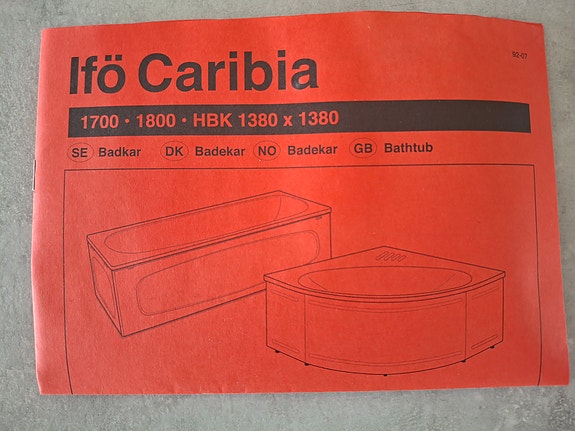 Ifö Caribia
92-07
1700 · 1800 · HBK 1380 x 1380
SE Badkar DK Badekar NO Badekar GB Bathtub